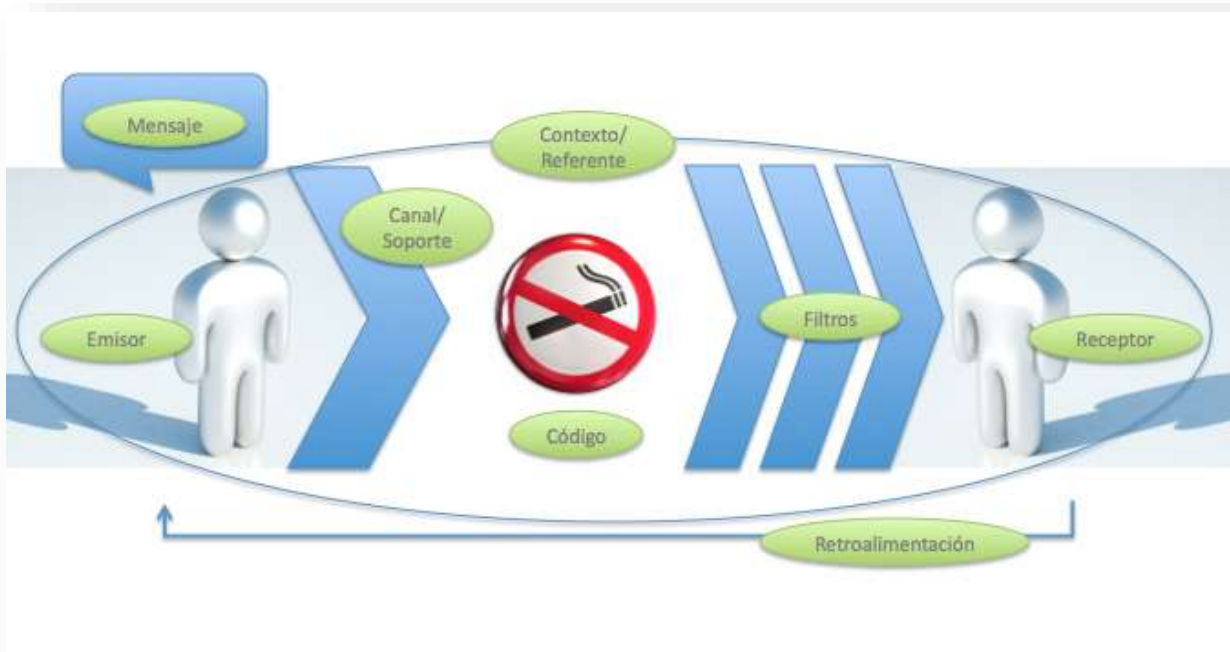 Mensaje
Contexto/
Referente
Canal/
Soporte
Emisor
Filtros
Receptor
Código
Retroalimentación